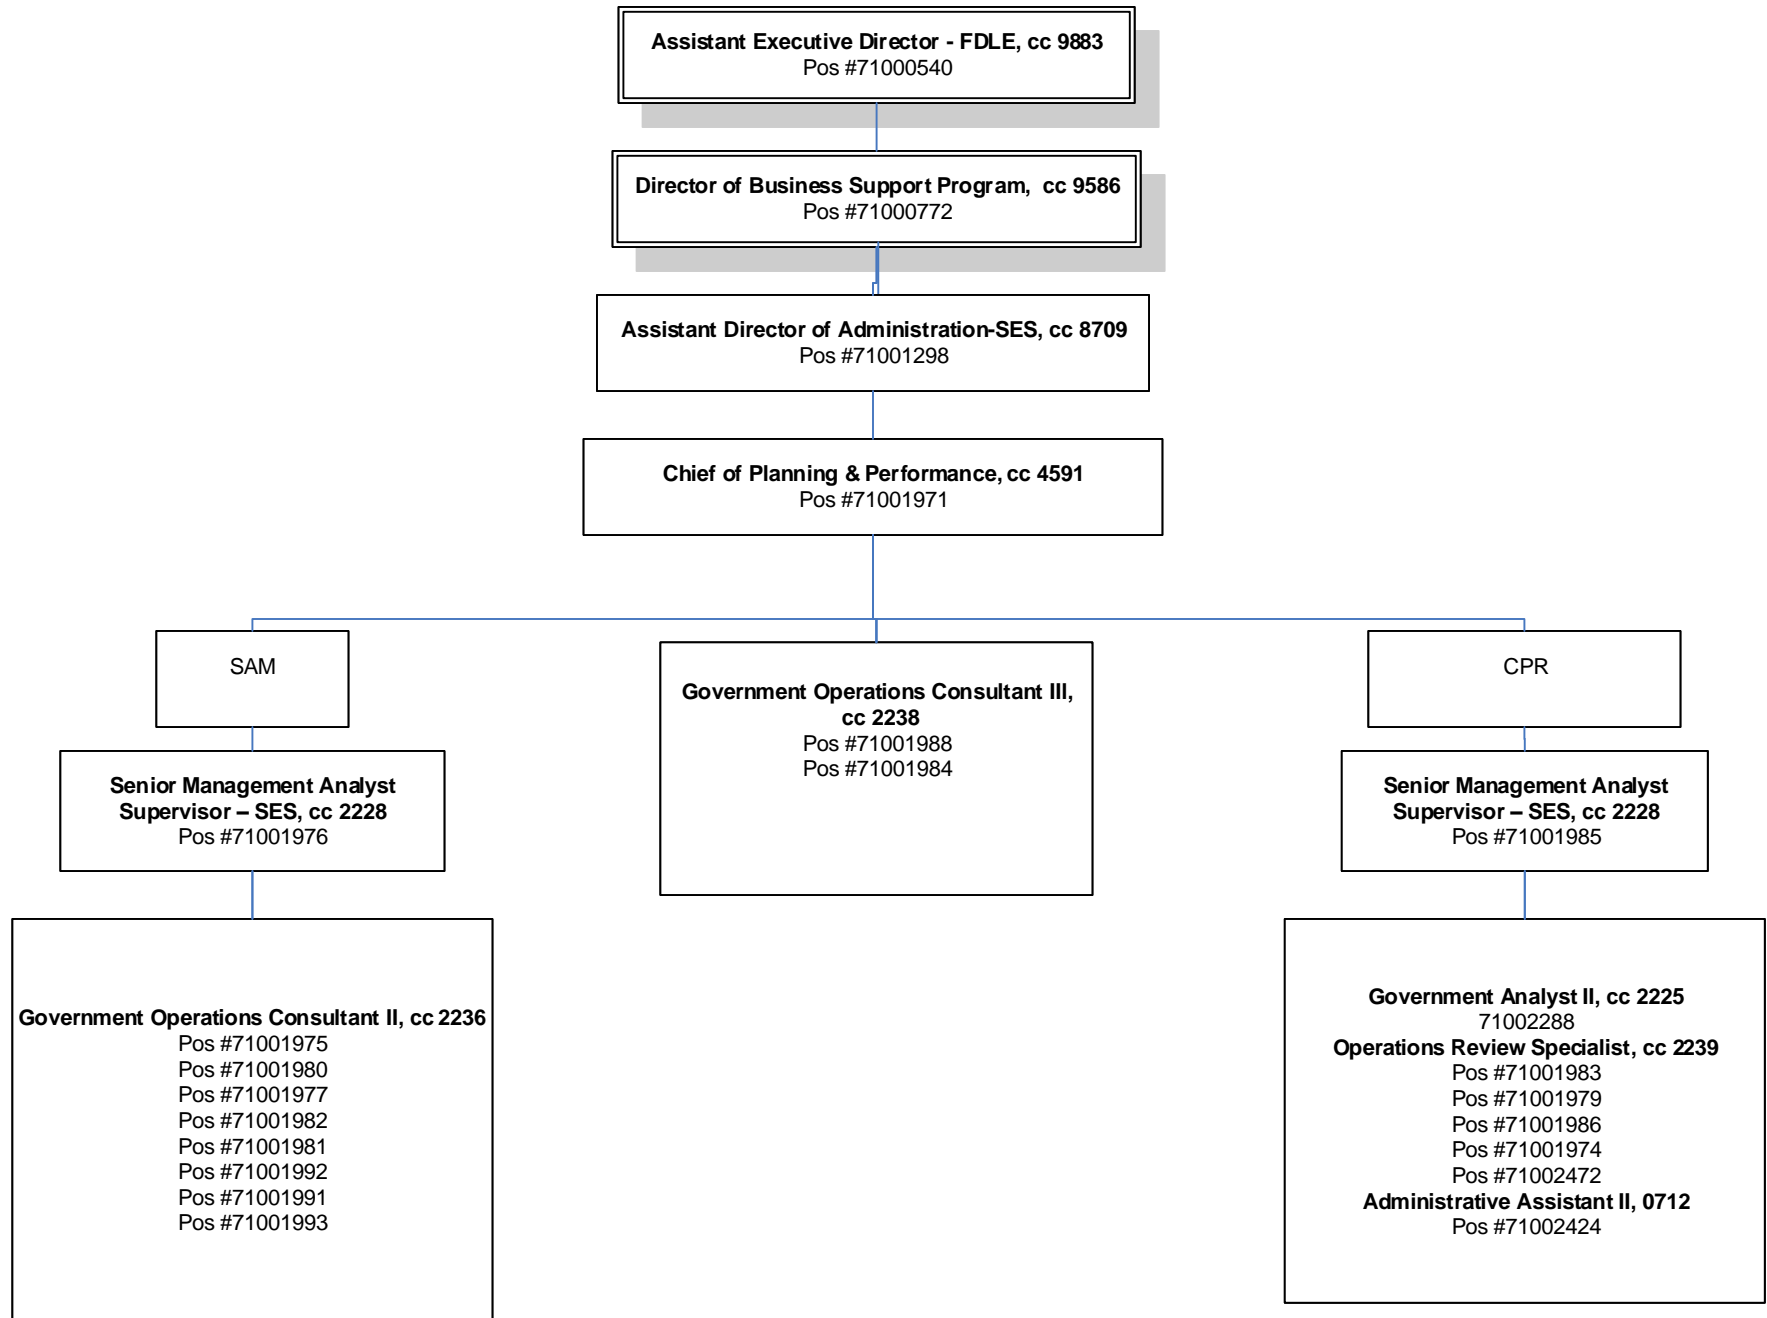 Assistant Executive Director - FDLE, cc 9883
Pos #71000540
Director of Business Support Program,  cc 9586
Pos #71000772
Assistant Director of Administration-SES, cc 8709
Pos #71001298
Chief of Planning & Performance, cc 4591
Pos #71001971
SAM
Senior Management Analyst
Supervisor – SES, cc 2228
Pos #71001976
Government Operations Consultant II, cc 2236
Pos #71001975
Pos #71001980
Pos #71001977
Pos #71001982
Pos #71001981
Pos #71001992
Pos #71001991
Pos #71001993
Government Operations Consultant III,
cc 2238
Pos #71001988
Pos #71001984
CPR
Senior Management Analyst
Supervisor – SES, cc 2228
Pos #71001985
Government Analyst II, cc 2225
71002288
Operations Review Specialist, cc 2239
Pos #71001983
Pos #71001979
Pos #71001986
Pos #71001974
Pos #71002472
Administrative Assistant II, 0712
Pos #71002424